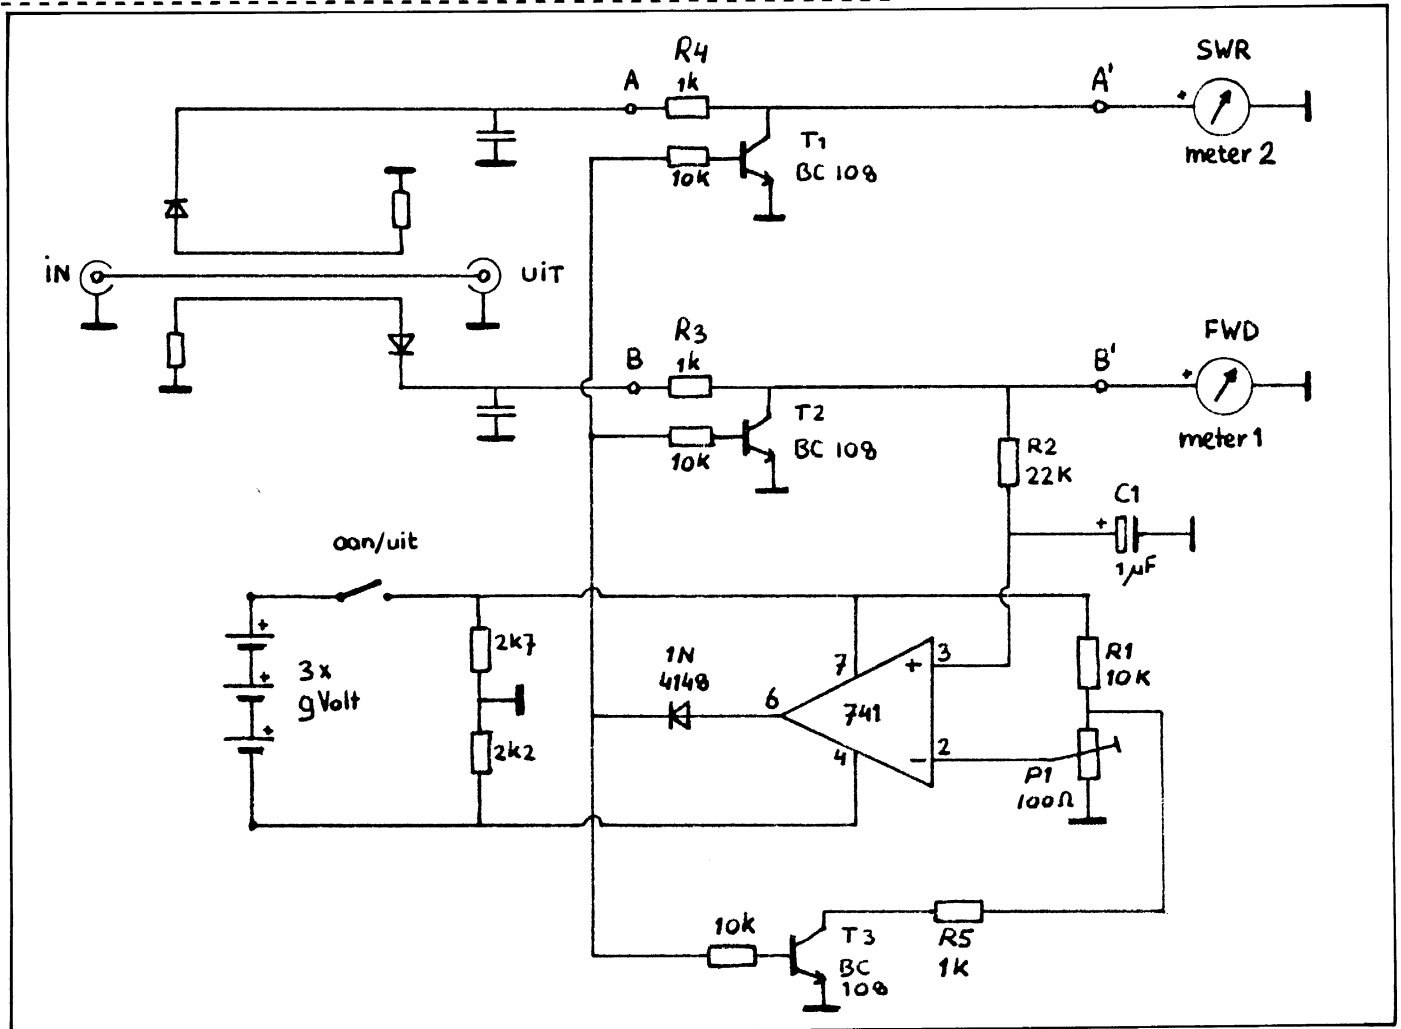 R4
1k
A
A'
SWR
+
meter 2
T1
BC 108
10K
iN
UiT
R3
1k
B
B'
FWD
+
meter 1
T2
BC 108
10K
R2
22K
C1
+
1µF
aan/uit
+
+
+
3x
9Volt
2k7
2k2
1N
4148
6
7
4
741
+
3
−
2
R1
10K
P1
100Ω
10k
T3
BC
108
R5
1K